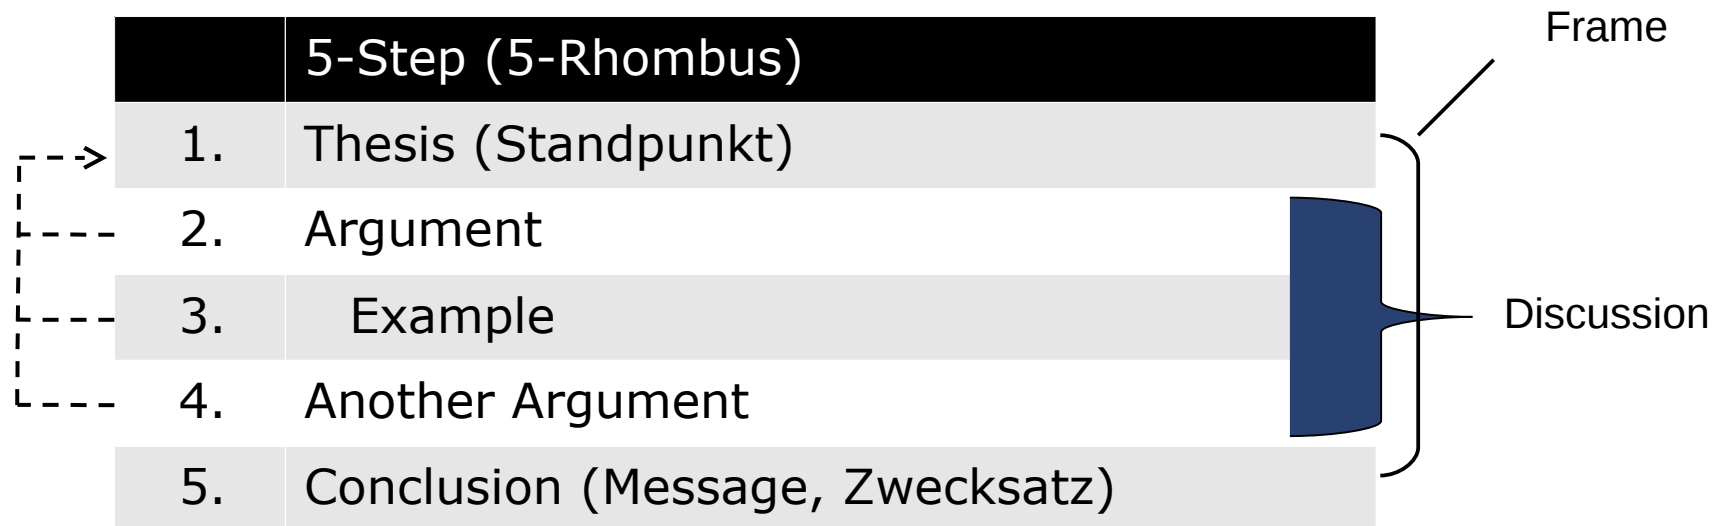 Frame
5-Step (5-Rhombus)
1. Thesis (Standpunkt)
2. Argument
3. Example
Discussion
4. Another Argument
5. Conclusion (Message, Zwecksatz)